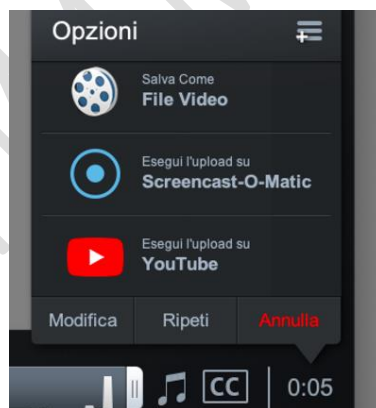 Opzioni
Salva Come
File Video
Esegui l'upload su
Screencast-O-Matic
Esegui l'upload su
YouTube
Modifica Ripeti Annulla
CC 0:05